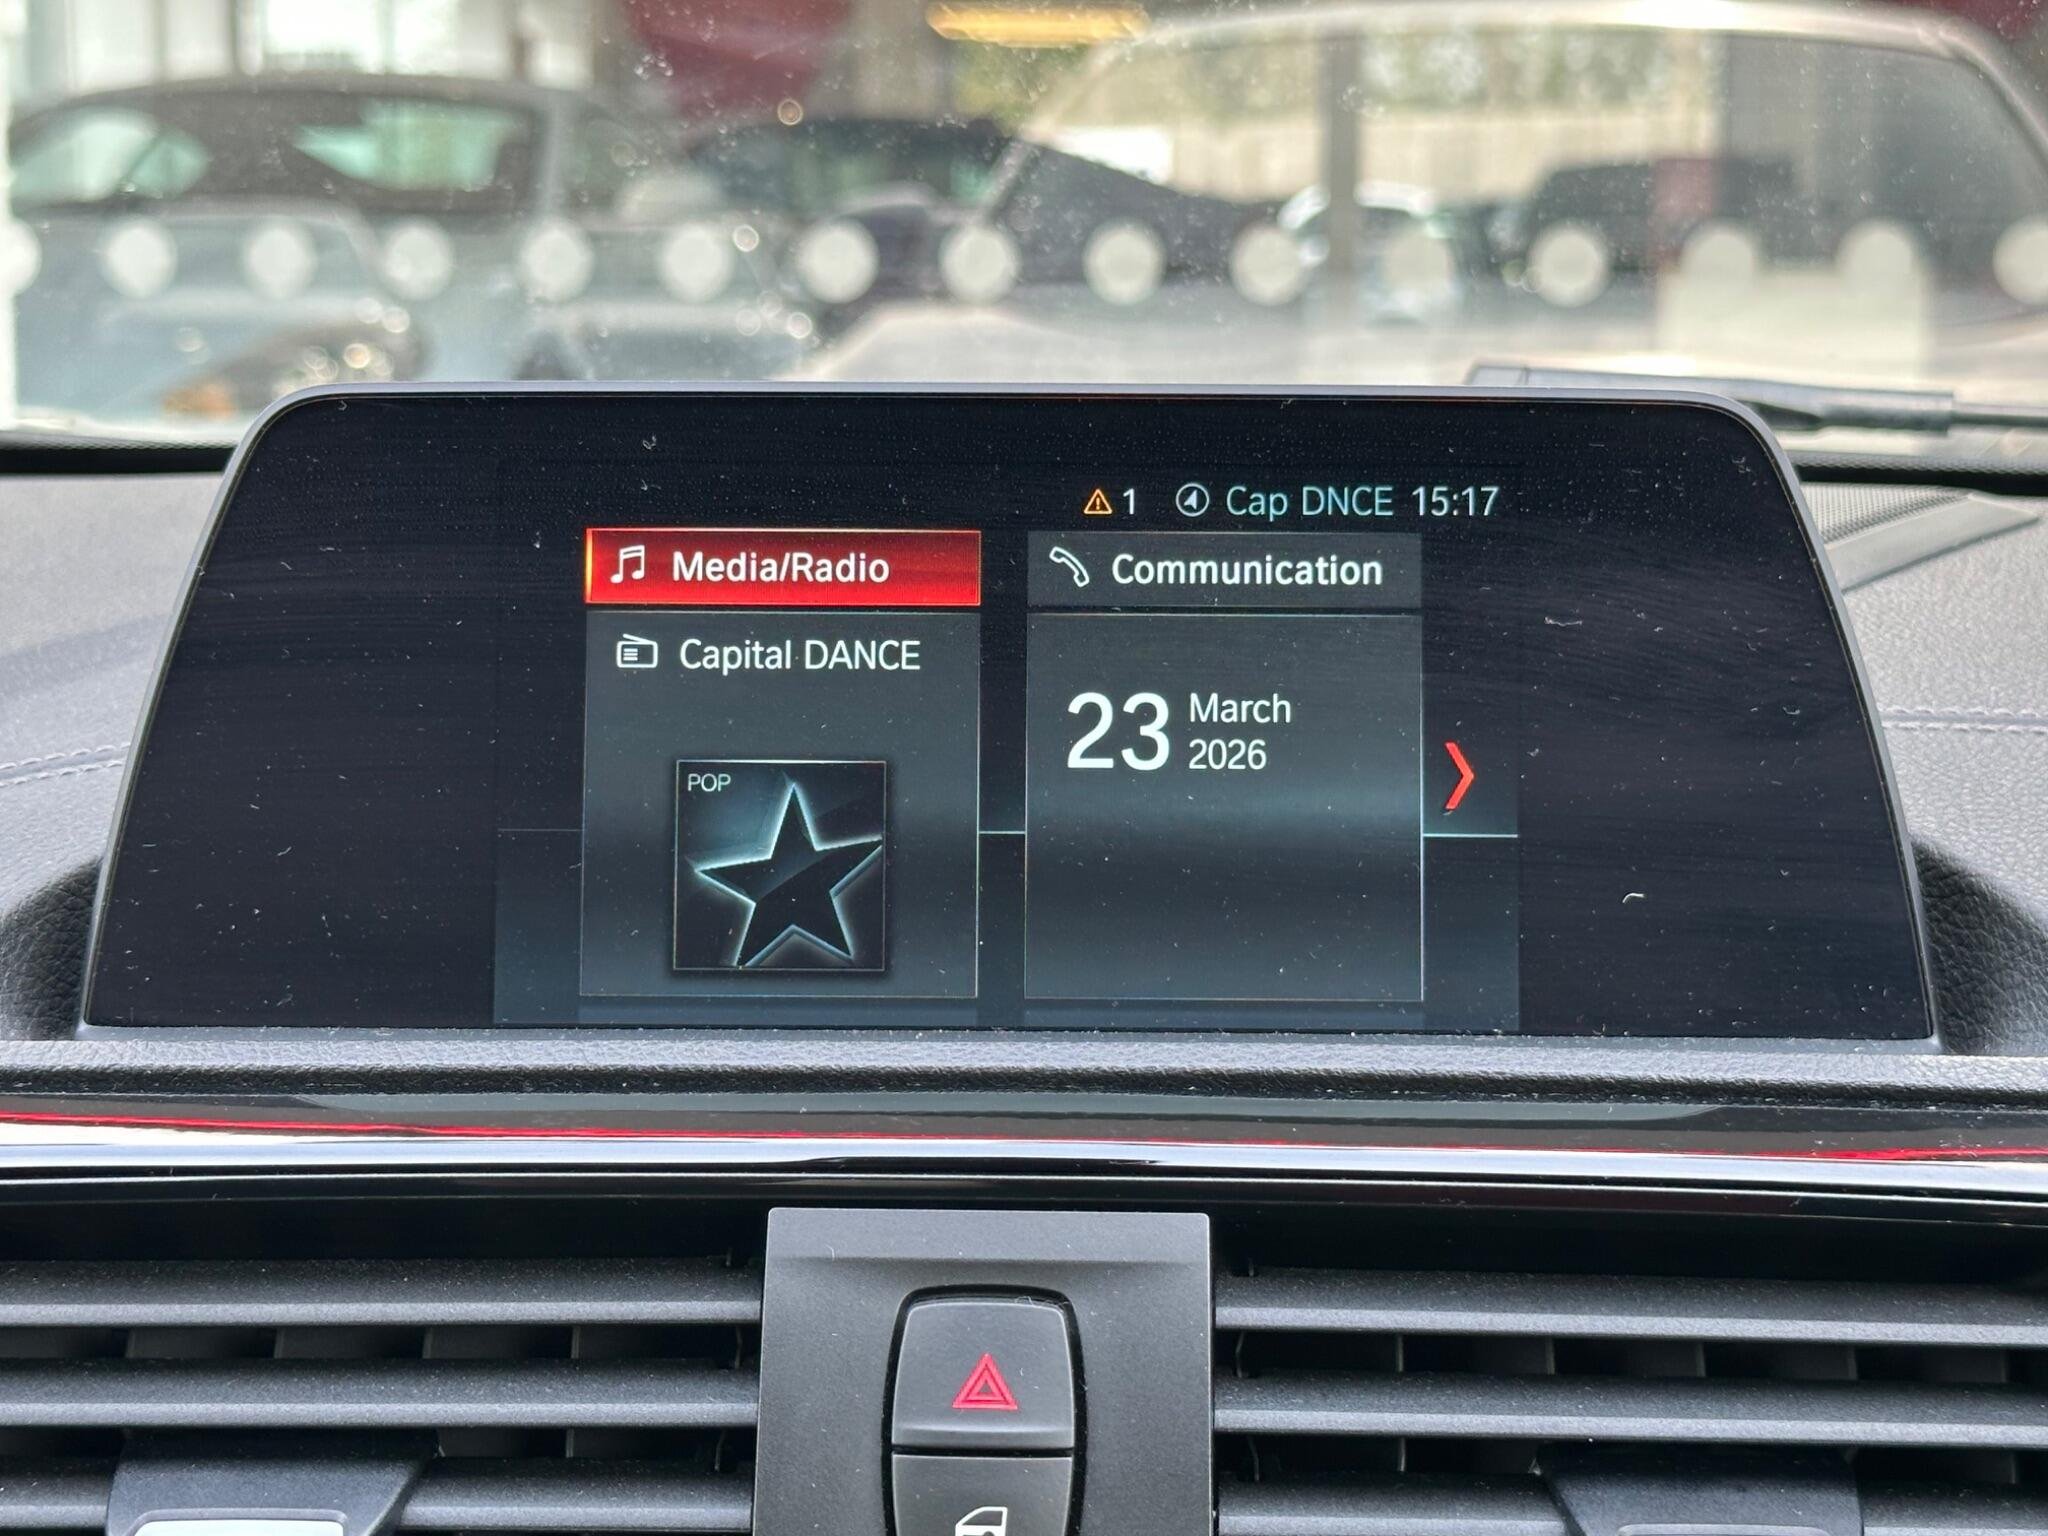 1 Cap DNCE 15:17
Media/Radio
Capital DANCE
POP
Communication
23 March
2026